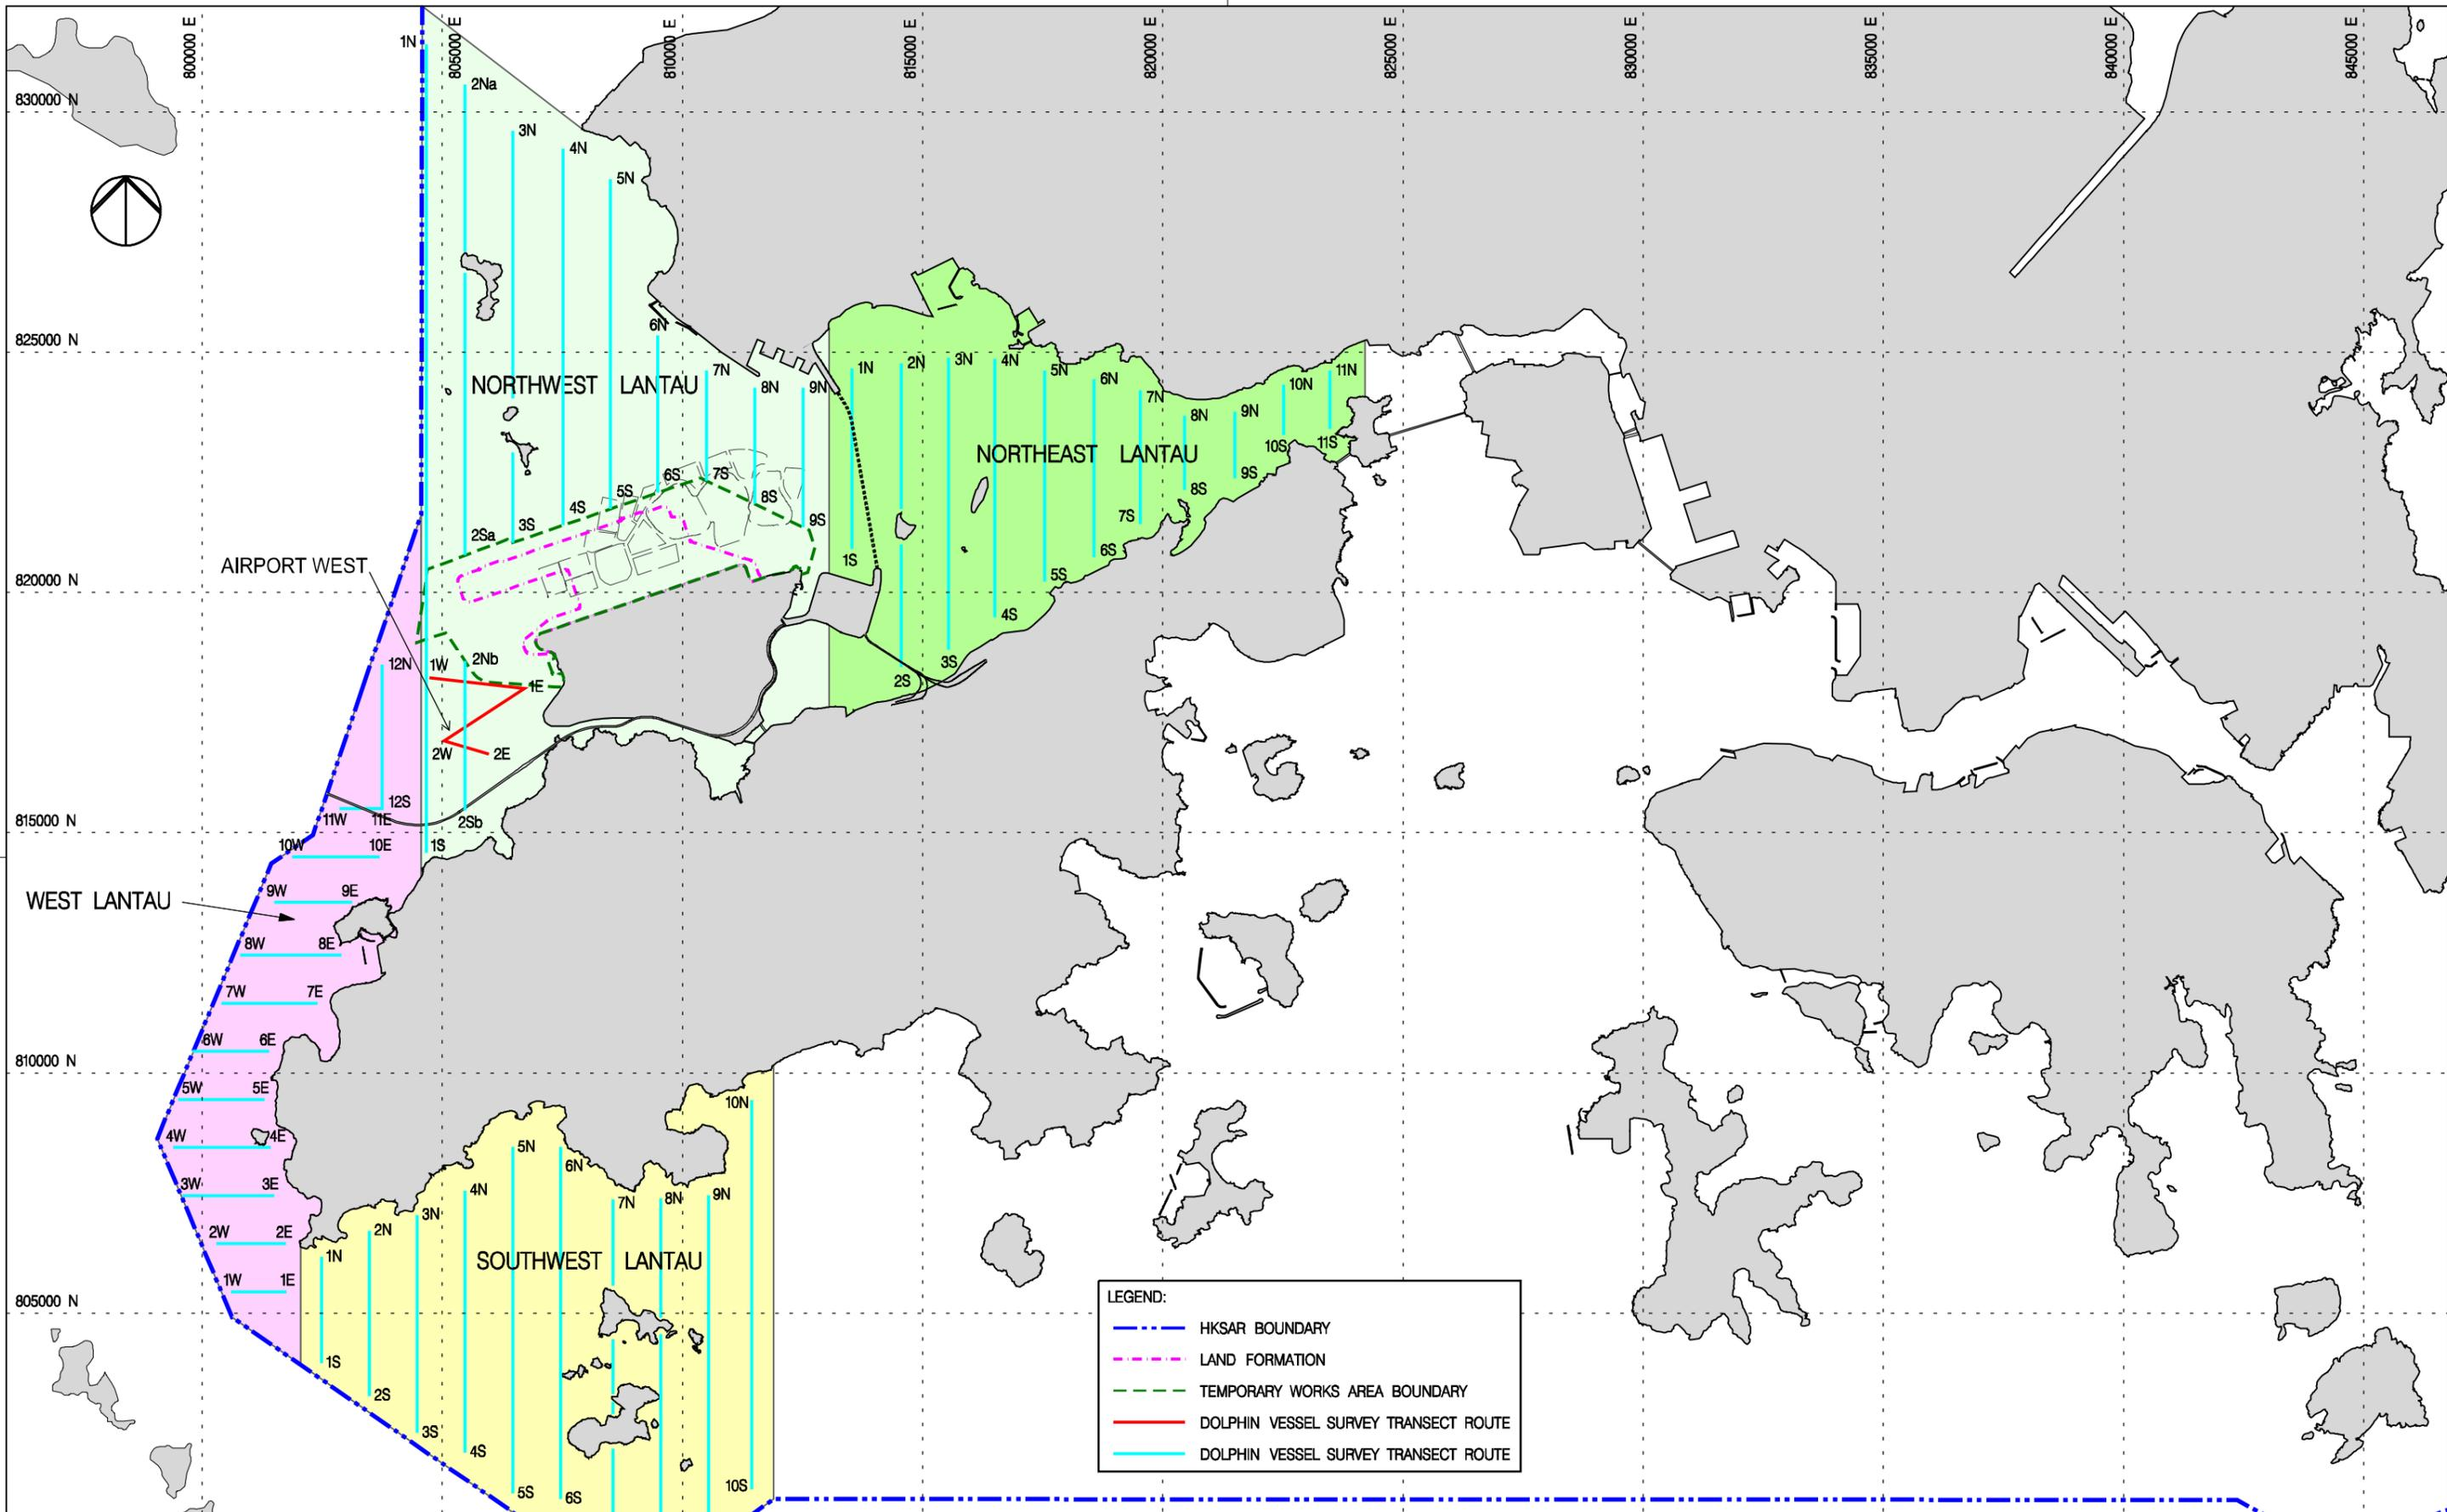 800000 E
805000 E
810000 E
815000 E
820000 E
825000 E
830000 E
835000 E
840000 E
845000 E
1N
2Na
830000 N
3N
4N
5N
6N
825000 N
NORTHWEST LANTAU
7N
8N
9N
1N
2N
3N
4N
5N
6N
7N
8N
9N
10N
11N
NORTHEAST LANTAU
10S
11S
9S
8S
7S
6S
5S
4S
3S
2S
1S
2Sa
3S
4S
5S
6S
7S
8S
9S
AIRPORT WEST
820000 N
12N
1W
2Nb
1E
2W
2E
12S
11W
11E
2Sb
815000 N
10W
10E
1S
WEST LANTAU
9W
9E
8W
8E
7W
7E
6W
6E
810000 N
5W
5E
4W
4E
3W
3E
2W
2E
1W
1E
805000 N
10N
5N
6N
4N
7N
8N
9N
3N
2N
1N
SOUTHWEST LANTAU
1S
2S
3S
4S
5S
6S
10S
LEGEND:
HKSAR BOUNDARY
LAND FORMATION
TEMPORARY WORKS AREA BOUNDARY
DOLPHIN VESSEL SURVEY TRANSECT ROUTE
DOLPHIN VESSEL SURVEY TRANSECT ROUTE